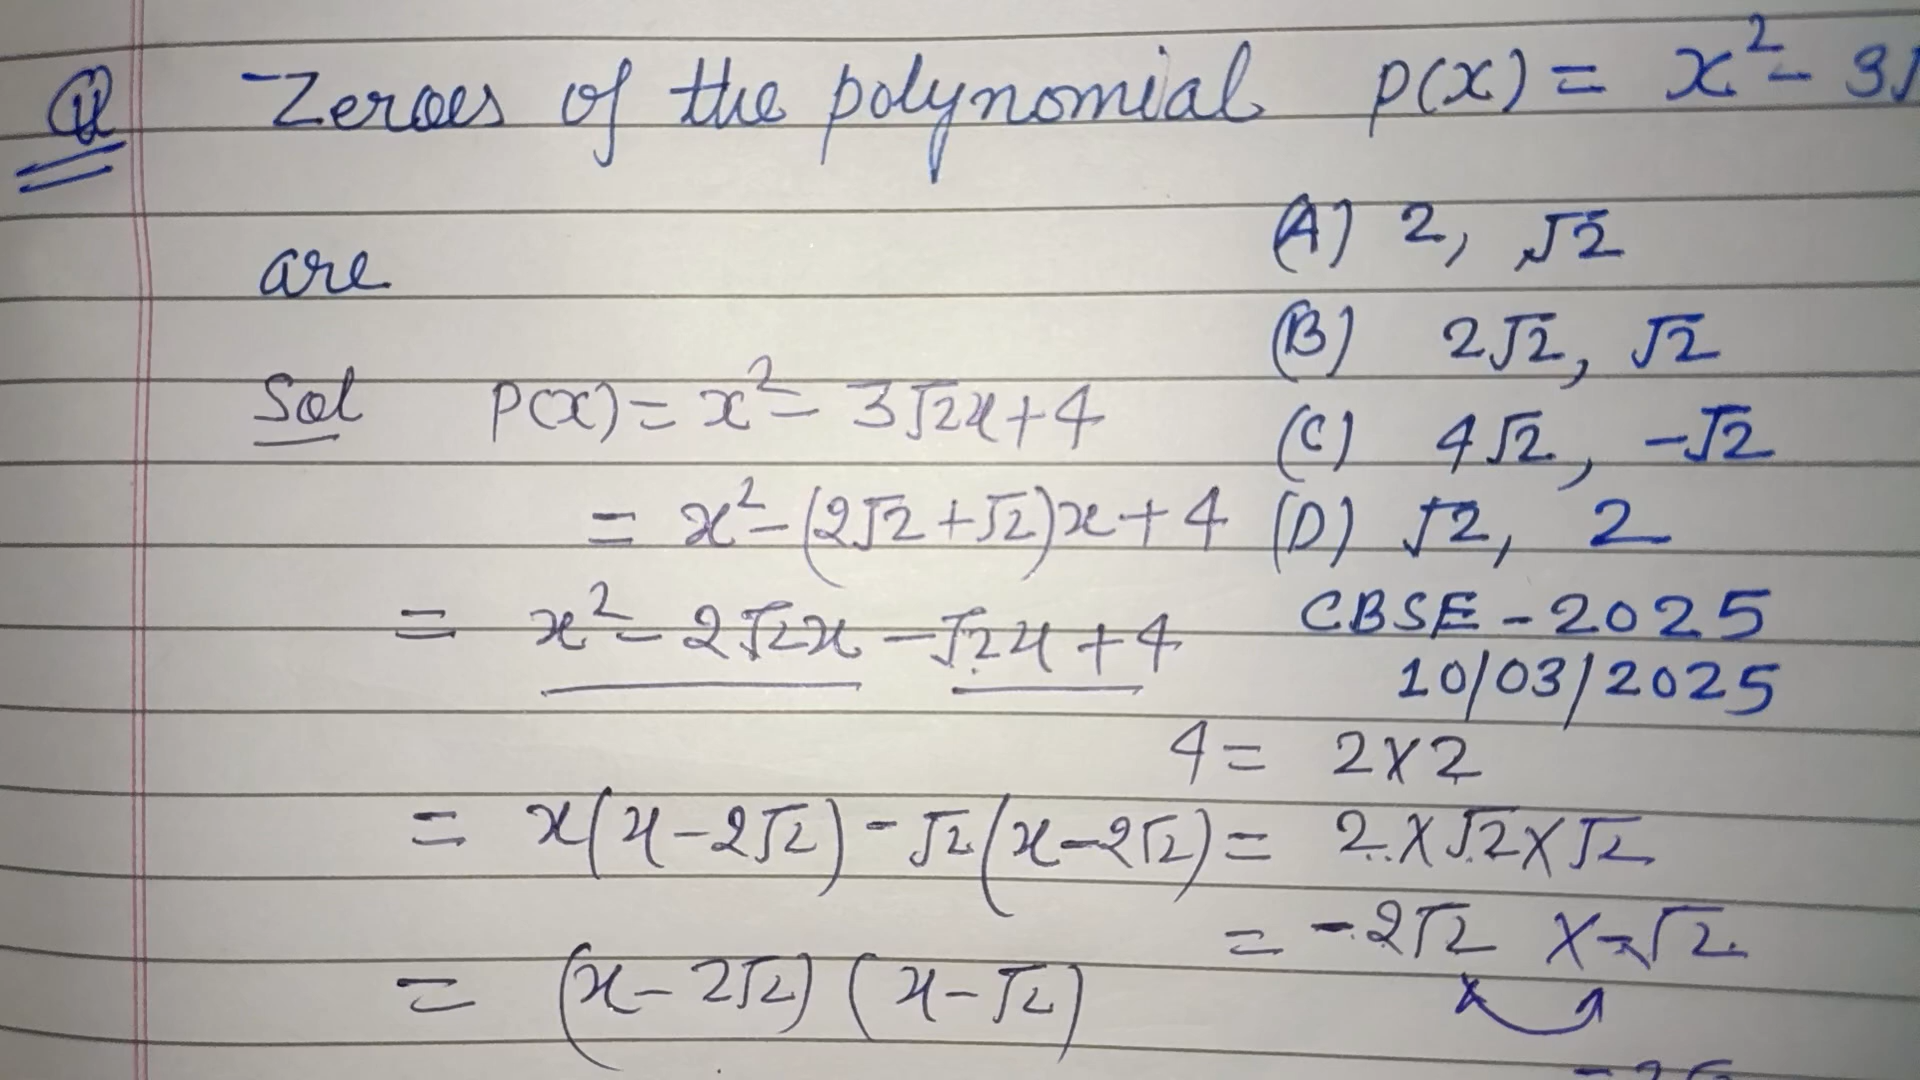 Q Zeroes of the polynomial p(x) = x² - 3√
are
(A) 2, √2
(B) 2√2, √2
(C) 4√2, -√2
(D) √2, 2
CBSE - 2025
10/03/2025
Sol P(x) = x² - 3√2x + 4
= x² - (2√2 + √2)x + 4
= x² - 2√2x - √2x + 4
= x(x - 2√2) - √2(x - 2√2)
= (x - 2√2) (x - √2)
4 = 2 × 2
= 2 × √2 × √2
= -2√2 × -√2